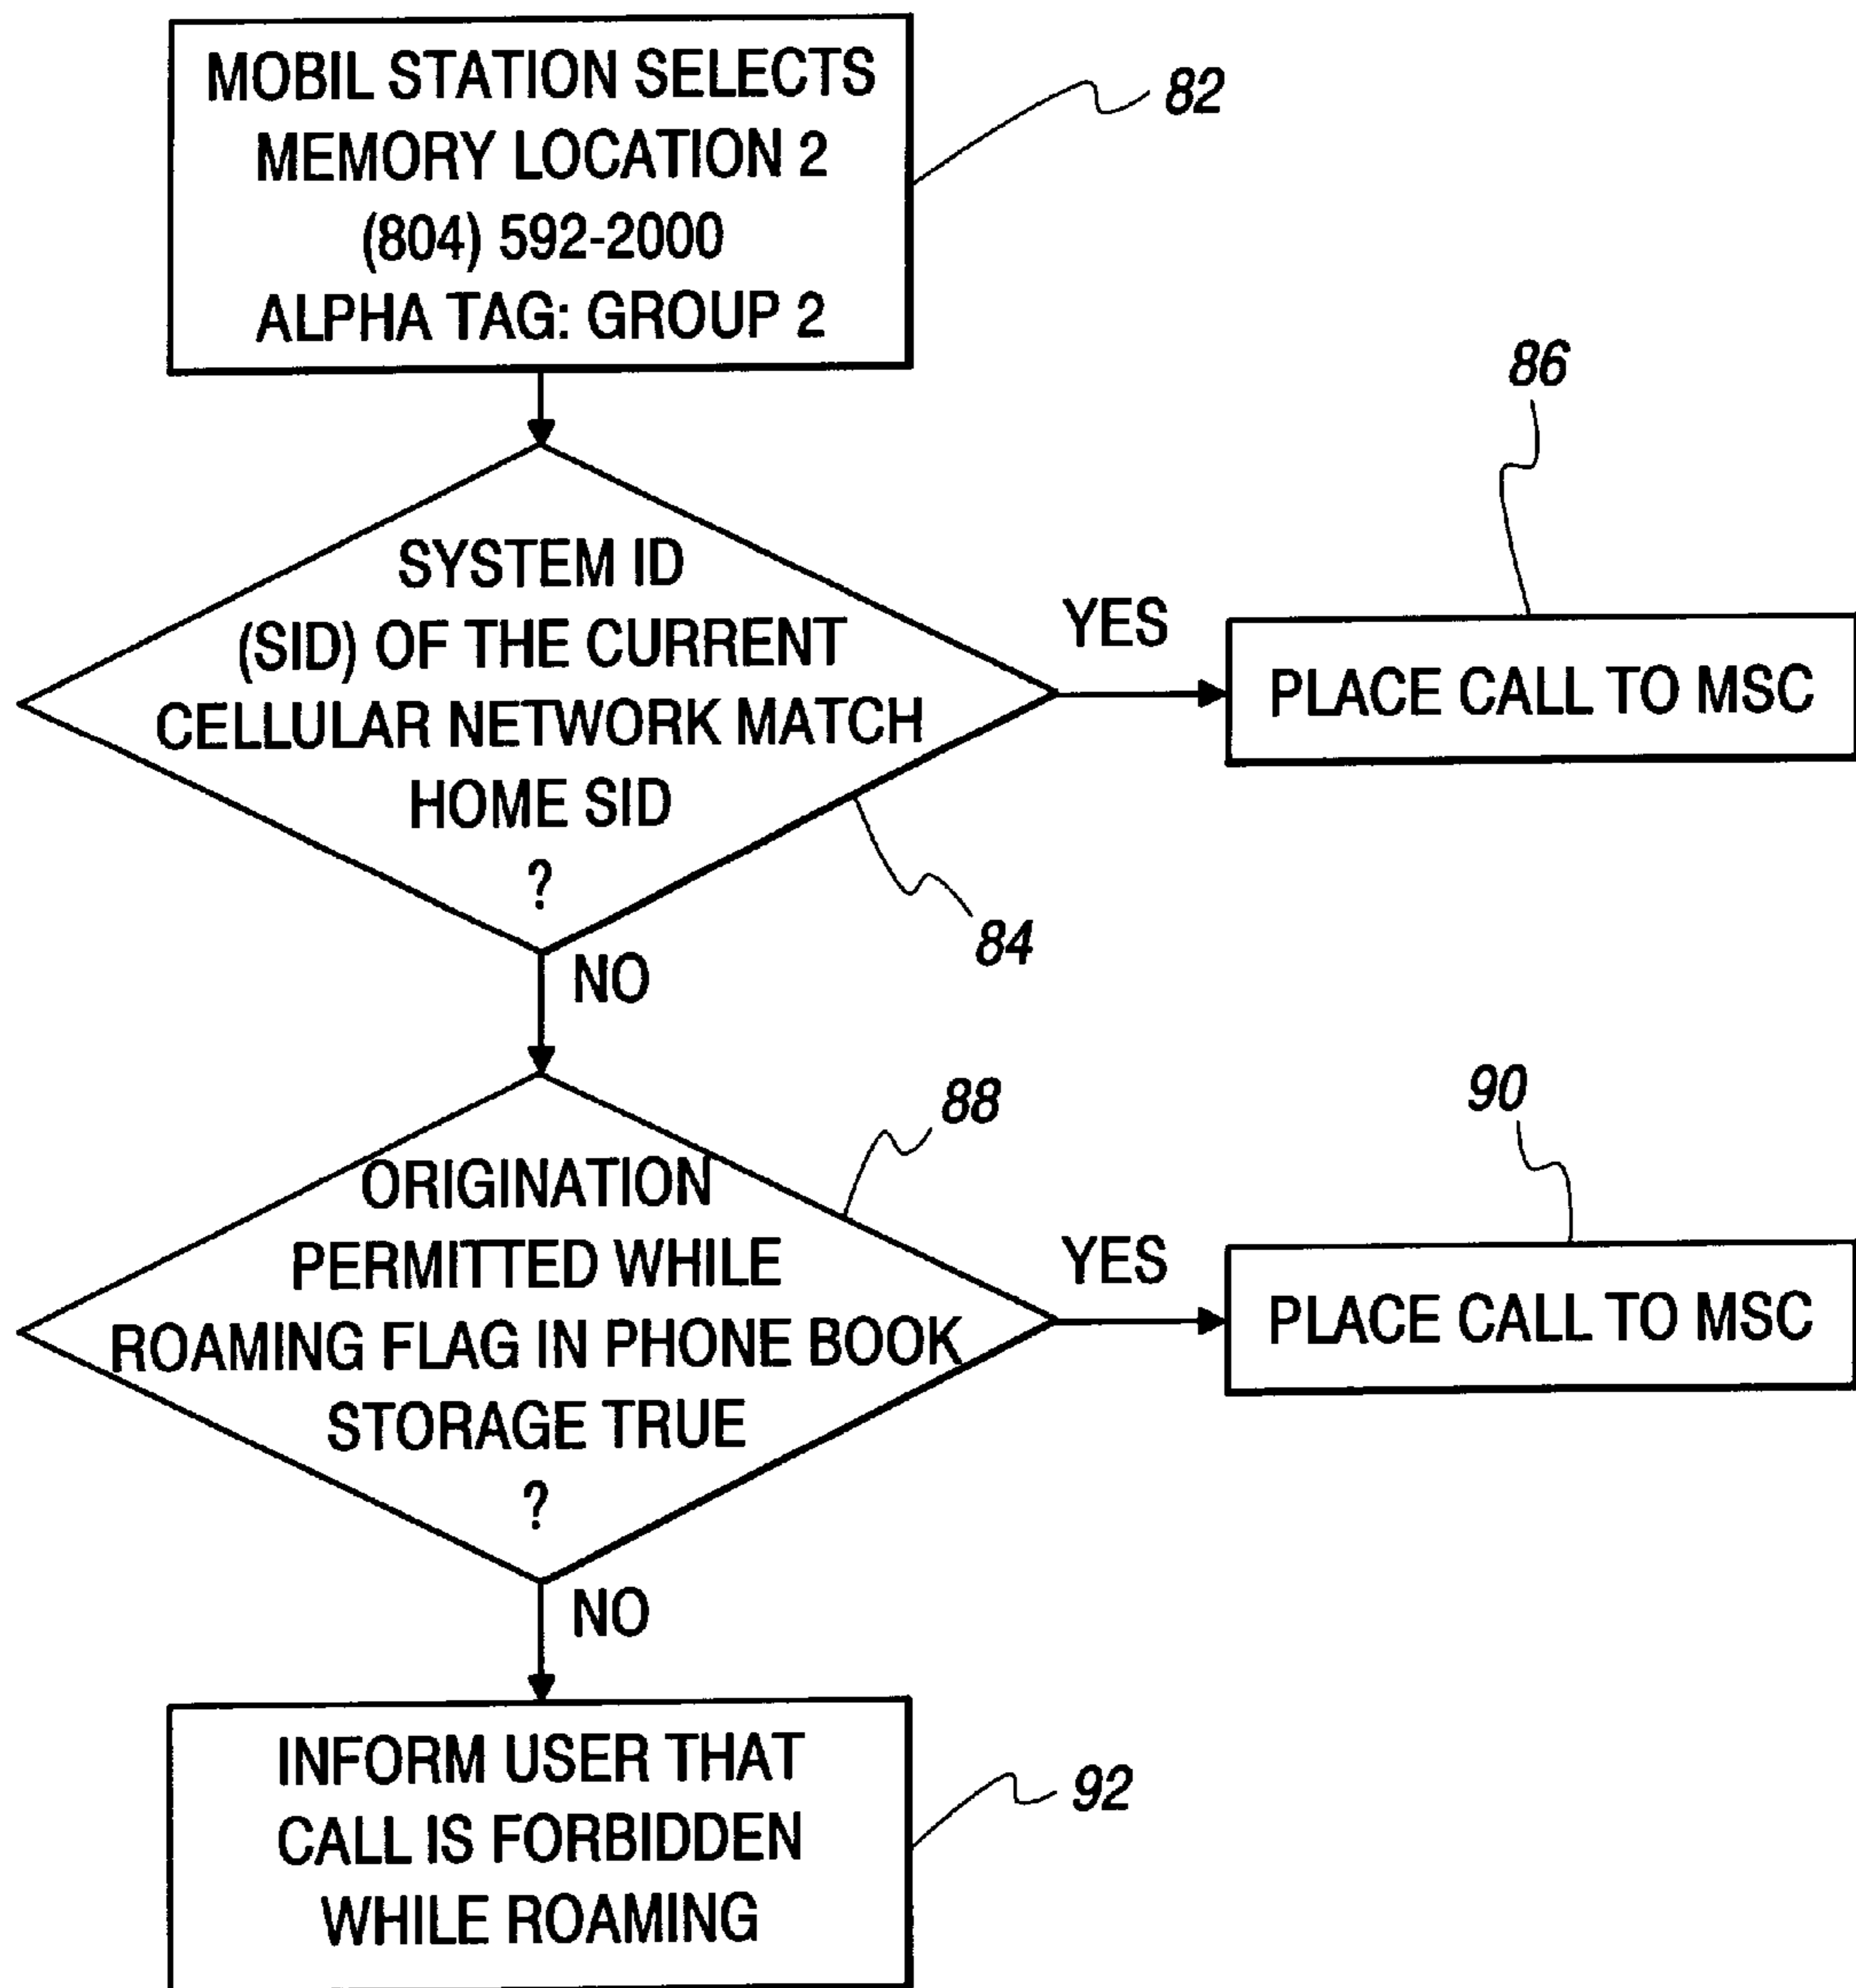 MOBIL STATION SELECTS
MEMORY LOCATION 2
(804) 592-2000
ALPHA TAG: GROUP 2
82
SYSTEM ID
(SID) OF THE CURRENT
CELLULAR NETWORK MATCH
HOME SID
?
84
YES
86
PLACE CALL TO MSC
NO
ORIGINATION
PERMITTED WHILE
ROAMING FLAG IN PHONE BOOK
STORAGE TRUE
?
88
YES
90
PLACE CALL TO MSC
NO
INFORM USER THAT
CALL IS FORBIDDEN
WHILE ROAMING
92